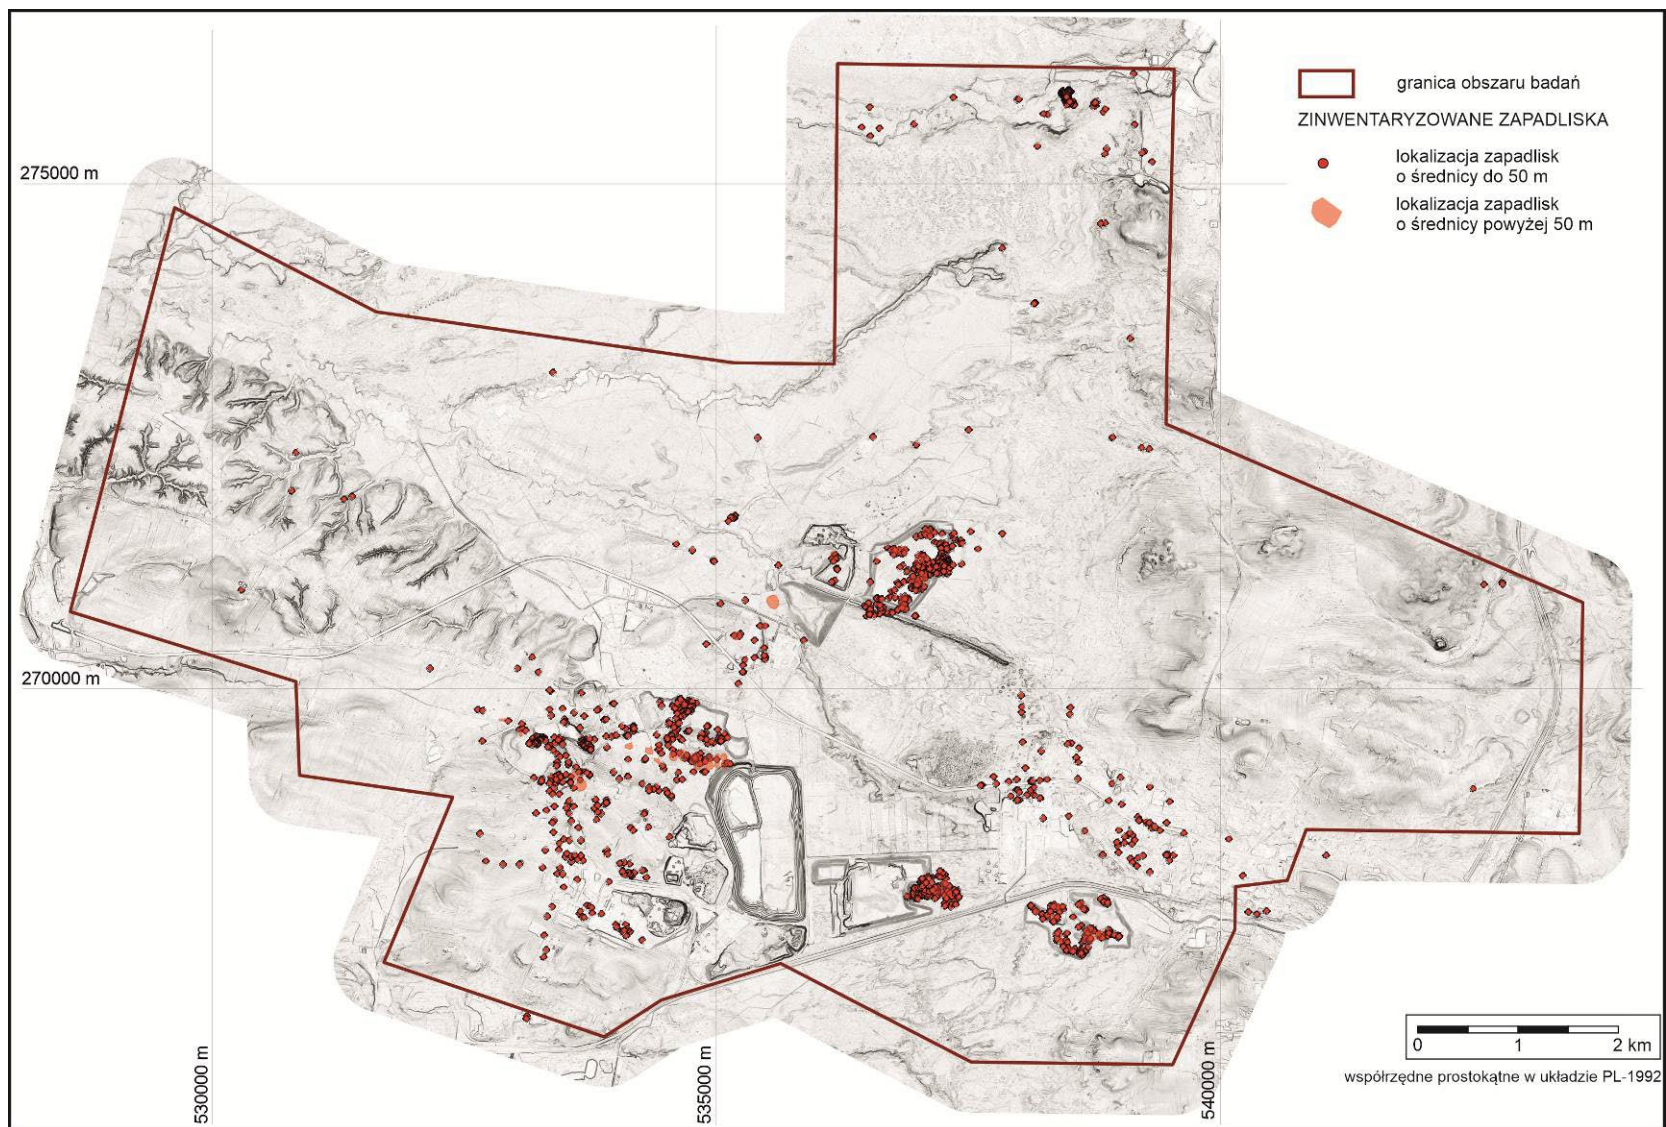 granica obszaru badań
ZINWENTARYZOWANE ZAPADLISKA
lokalizacja zapadlisk
o średnicy do 50 m
lokalizacja zapadlisk
o średnicy powyżej 50 m
275000 m
270000 m
530000 m
535000 m
540000 m
0 1 2 km
współrzędne prostokątne w układzie PL-1992